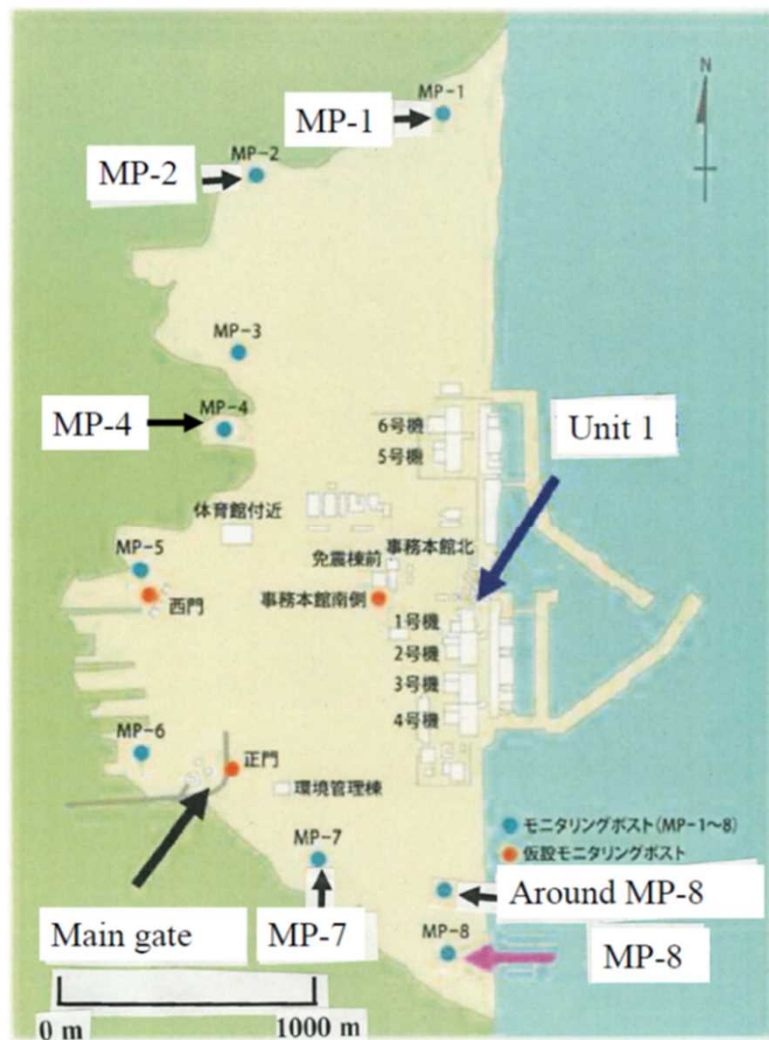 N
MP-1
MP-1
MP-2
MP-2
MP-3
MP-4
MP-4
6号機
Unit 1
5号機
体育館付近
事務本館北
免震棟前
MP-5
西門
事務本館南側
1号機
2号機
3号機
4号機
MP-6
正門
環境管理棟
モニタリングポスト(MP-1~8)
仮設モニタリングポスト
MP-7
Around MP-8
Main gate
MP-7
MP-8
MP-8
0 m
1000 m